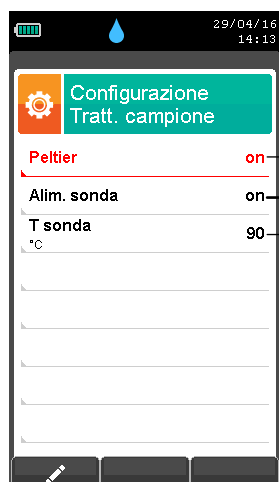 29/04/16
14:13
Configurazione
Tratt. campione
Peltier on
Alim. sonda on
T sonda 90
°C